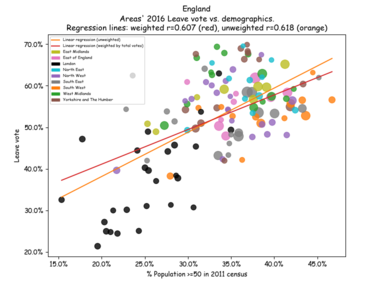 England
Areas' 2016 Leave vote vs. demographics.
Regression lines: weighted r=0.607 (red), unweighted r=0.618 (orange)
Linear regression (unweighted)
Linear regression (weighted by total votes)
East Midlands
East of England
London
North East
North West
South East
South West
West Midlands
Yorkshire and The Humber
70.0%
60.0%
50.0%
40.0%
30.0%
20.0%
Leave vote
15.0% 20.0% 25.0% 30.0% 35.0% 40.0% 45.0%
% Population >=50 in 2011 census